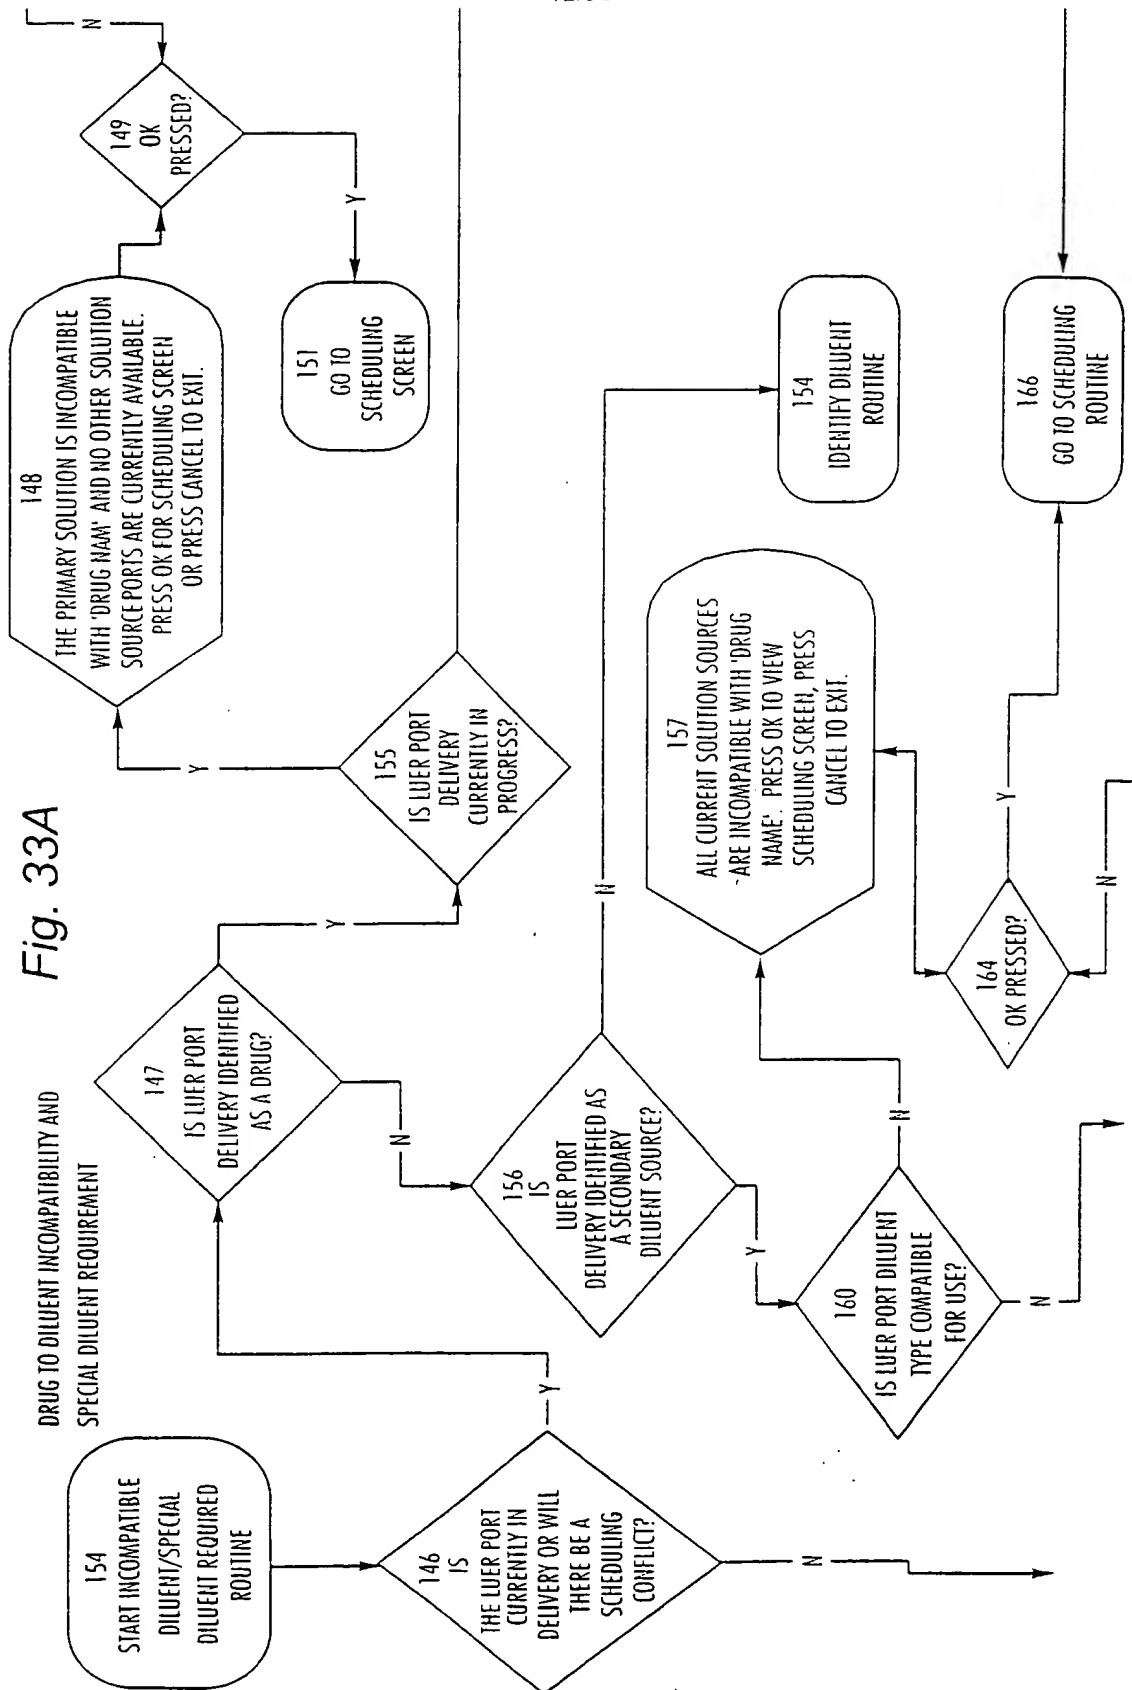 Fig. 33A
DRUG TO DILUENT INCOMPATIBILITY AND
SPECIAL DILUENT REQUIREMENT
154
START INCOMPATIBLE
DILUENT/SPECIAL
DILUENT REQUIRED
ROUTINE
146
IS
THE LUER PORT
CURRENTLY IN
DELIVERY OR WILL
THERE BE A
SCHEDULING
CONFLICT?
Y
N
147
IS LUER PORT
DELIVERY IDENTIFIED
AS A DRUG?
Y
N
155
IS LUER PORT
DELIVERY
CURRENTLY IN
PROGRESS?
Y
148
THE PRIMARY SOLUTION IS INCOMPATIBLE
WITH 'DRUG NAM' AND NO OTHER SOLUTION
SOURCE PORTS ARE CURRENTLY AVAILABLE.
PRESS OK FOR SCHEDULING SCREEN
OR PRESS CANCEL TO EXIT.
149
OK
PRESSED?
N
Y
151
GO TO
SCHEDULING
SCREEN
156
IS
LUER PORT
DELIVERY IDENTIFIED AS
A SECONDARY
DILUENT SOURCE?
N
Y
154
IDENTIFY DILUENT
ROUTINE
160
IS LUER PORT DILUENT
TYPE COMPATIBLE
FOR USE?
N
N
157
ALL CURRENT SOLUTION SOURCES
ARE INCOMPATIBLE WITH 'DRUG
NAME'. PRESS OK TO VIEW
SCHEDULING SCREEN, PRESS
CANCEL TO EXIT.
164
OK PRESSED?
Y
N
166
GO TO SCHEDULING
ROUTINE